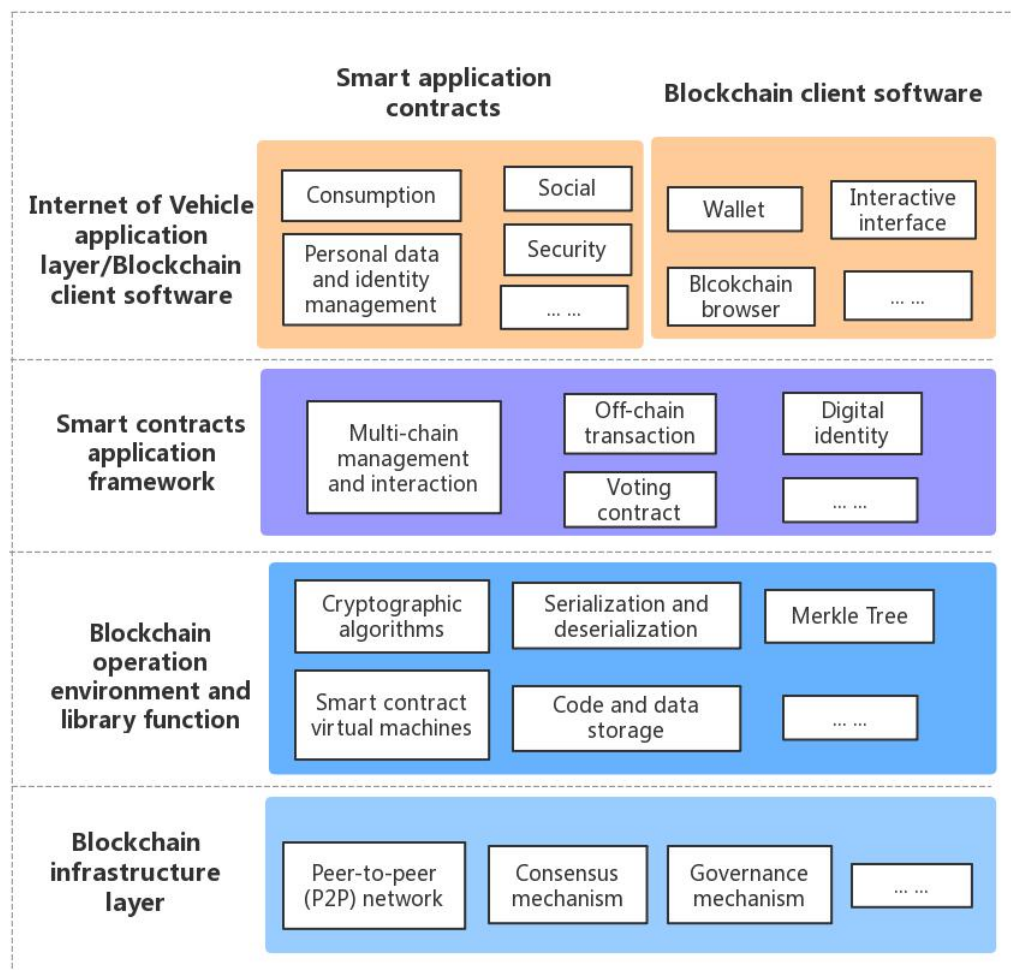 Smart application
contracts
Blockchain client software
Internet of Vehicle
application
layer/Blockchain
client software
Consumption
Social
Personal data
and identity
management
Security
... ...
Wallet
Interactive
interface
Blcokchain
browser
... ...
Smart contracts
application
framework
Multi-chain
management
and interaction
Off-chain
transaction
Digital
identity
Voting
contract
... ...
Blockchain
operation
environment and
library function
Cryptographic
algorithms
Serialization and
deserialization
Merkle Tree
Smart contract
virtual machines
Code and data
storage
... ...
Blockchain
infrastructure
layer
Peer-to-peer
(P2P) network
Consensus
mechanism
Governance
mechanism
... ...